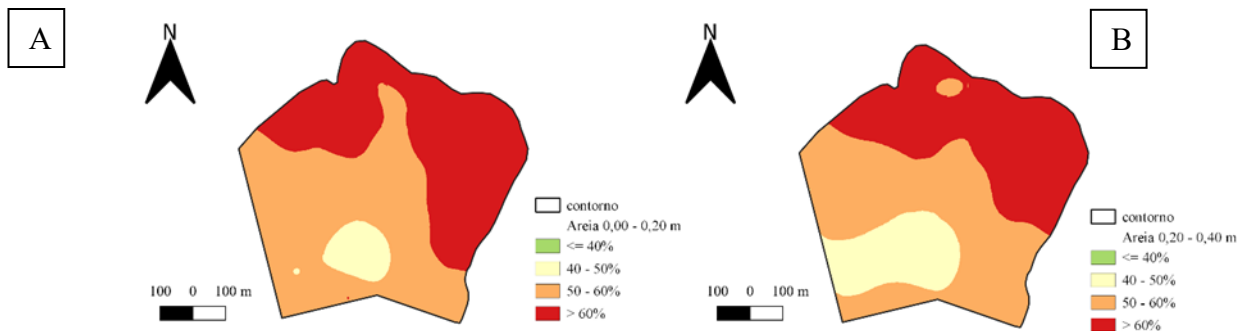 A
N
contorno
Areia 0,00 - 0,20 m
<= 40%
40 - 50%
50 - 60%
> 60%
100 0 100 m
B
N
contorno
Areia 0,20 - 0,40 m
<= 40%
40 - 50%
50 - 60%
> 60%
100 0 100 m